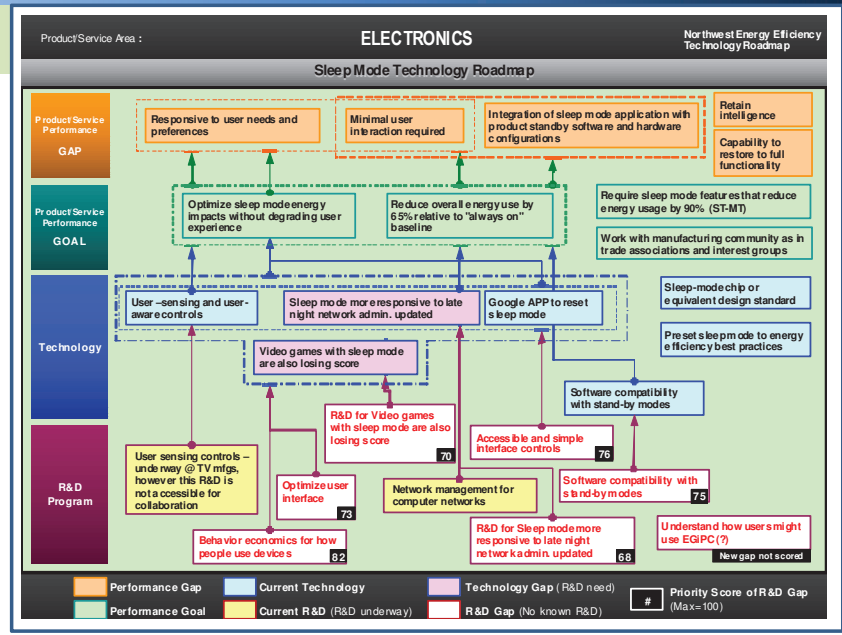 Product/Service Area :
ELECTRONICS
Northwest Energy Efficiency
Technology Roadmap
Sleep Mode Technology Roadmap
Product/Service
Performance
GAP
Responsive to user needs and
preferences
Minimal user
interaction required
Integration of sleep mode application with
product standby software and hardware
configurations
Retain
intelligence
Capability to
restore to full
functionality
Product/Service
Performance
GOAL
Optimize sleep mode energy
impacts without degrading user
experience
Reduce overall energy use by
65% relative to "always on"
baseline
Require sleep mode features that reduce
energy usage by 90% (ST-MT)
Work with manufacturing community as in
trade associations and interest groups
Technology
User –sensing and user-
aware controls
Sleep mode more responsive to late
night network admin. updated
Google APP to reset
sleep mode
Sleep-mode chip or
equivalent design standard
Preset sleep mode to energy
efficiency best practices
Video games with sleep mode
are also losing score
Software compatibility
with stand-by modes
R&D
Program
User sensing controls –
underway @ TV mfgs,
however this R&D is
not accessible for
collaboration
R&D for Video games
with sleep mode are also
losing score
70
Accessible and simple
interface controls
76
Optimize user
interface
73
Network management for
computer networks
Software compatibility with
stand-by modes
75
Behavior economics for how
people use devices
82
R&D for Sleep mode more
responsive to late night
network admin. updated
68
Understand how users might
use EGiPC (?)
New gap not scored
Performance Gap
Current Technology
Technology Gap (R&D need)
Performance Goal
Current R&D (R&D underway)
R&D Gap (No known R&D)
#
Priority Score of R&D Gap
(Max=100)